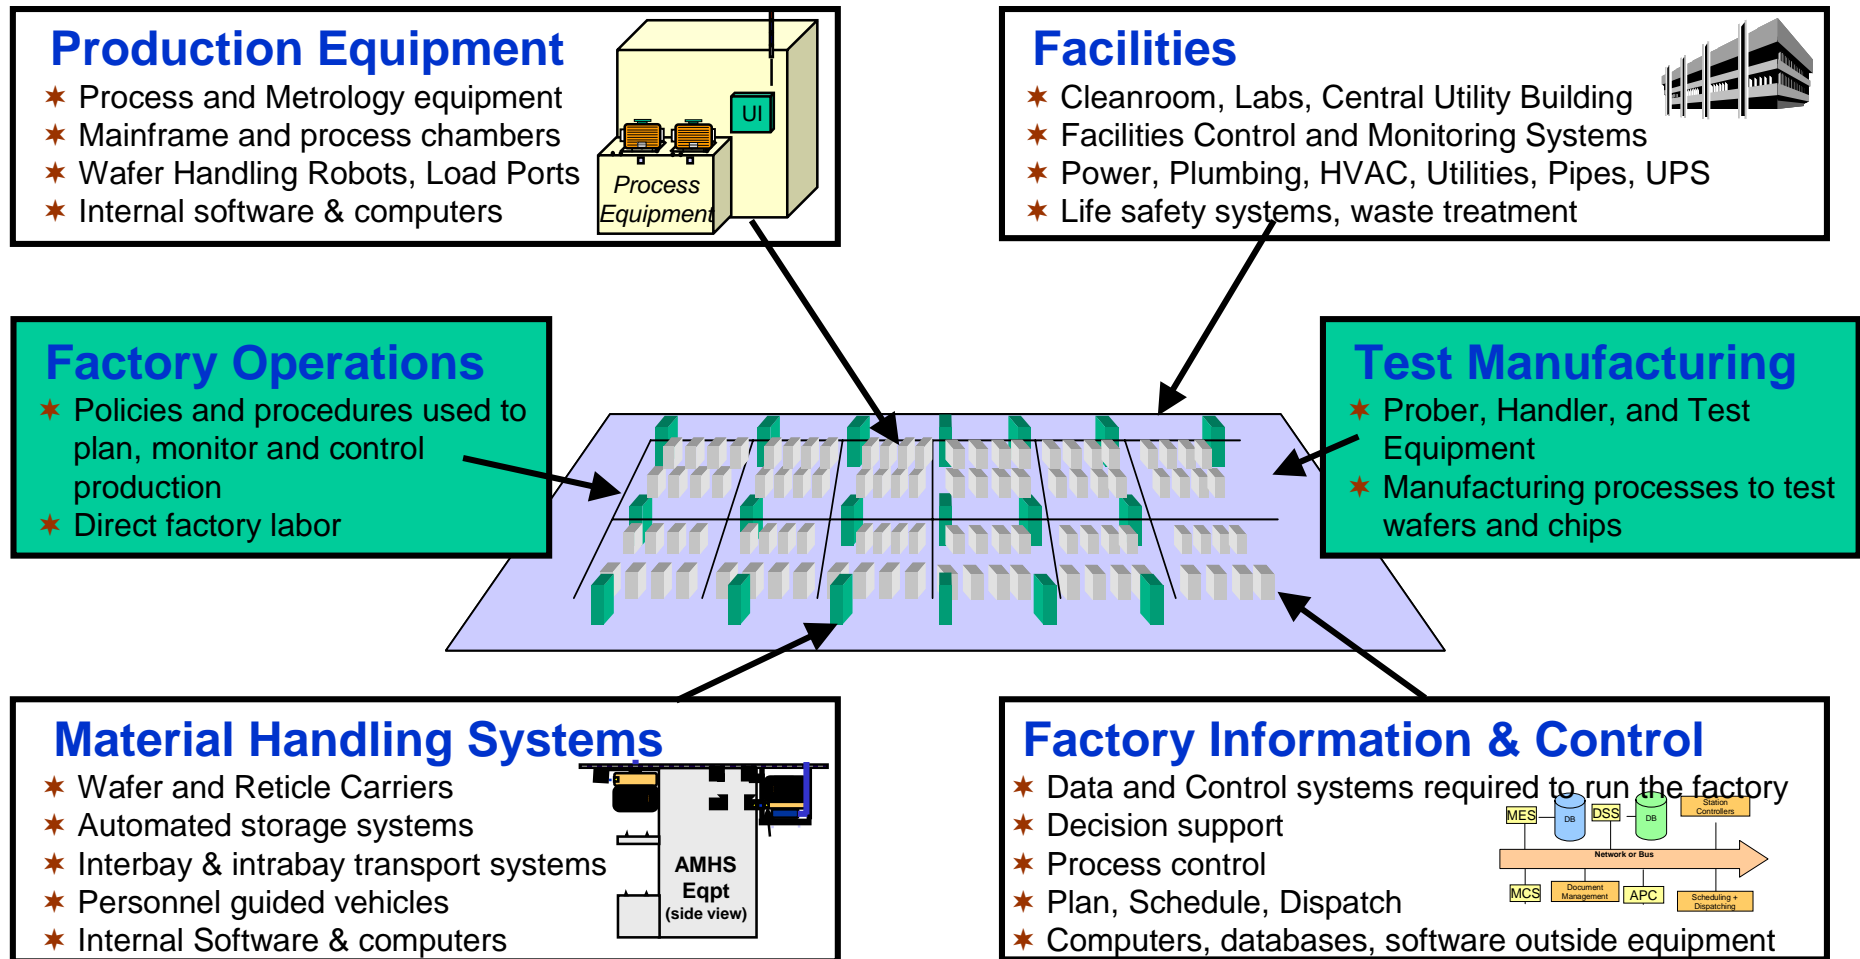 Production Equipment
Process and Metrology equipment
Mainframe and process chambers
Wafer Handling Robots, Load Ports
Internal software & computers
UI
Process
Equipment
Facilities
Cleanroom, Labs, Central Utility Building
Facilities Control and Monitoring Systems
Power, Plumbing, HVAC, Utilities, Pipes, UPS
Life safety systems, waste treatment
Factory Operations
Policies and procedures used to
plan, monitor and control
production
Direct factory labor
Test Manufacturing
Prober, Handler, and Test
Equipment
Manufacturing processes to test
wafers and chips
Material Handling Systems
Wafer and Reticle Carriers
Automated storage systems
Interbay & intrabay transport systems
Personnel guided vehicles
Internal Software & computers
AMHS
Eqpt
(side view)
Factory Information & Control
Data and Control systems required to run the factory
Decision support
Process control
Plan, Schedule, Dispatch
Computers, databases, software outside equipment
MES
DB
DSS
DB
Station
Controllers
Network or Bus
MCS
Document
Management
APC
Scheduling +
Dispatching